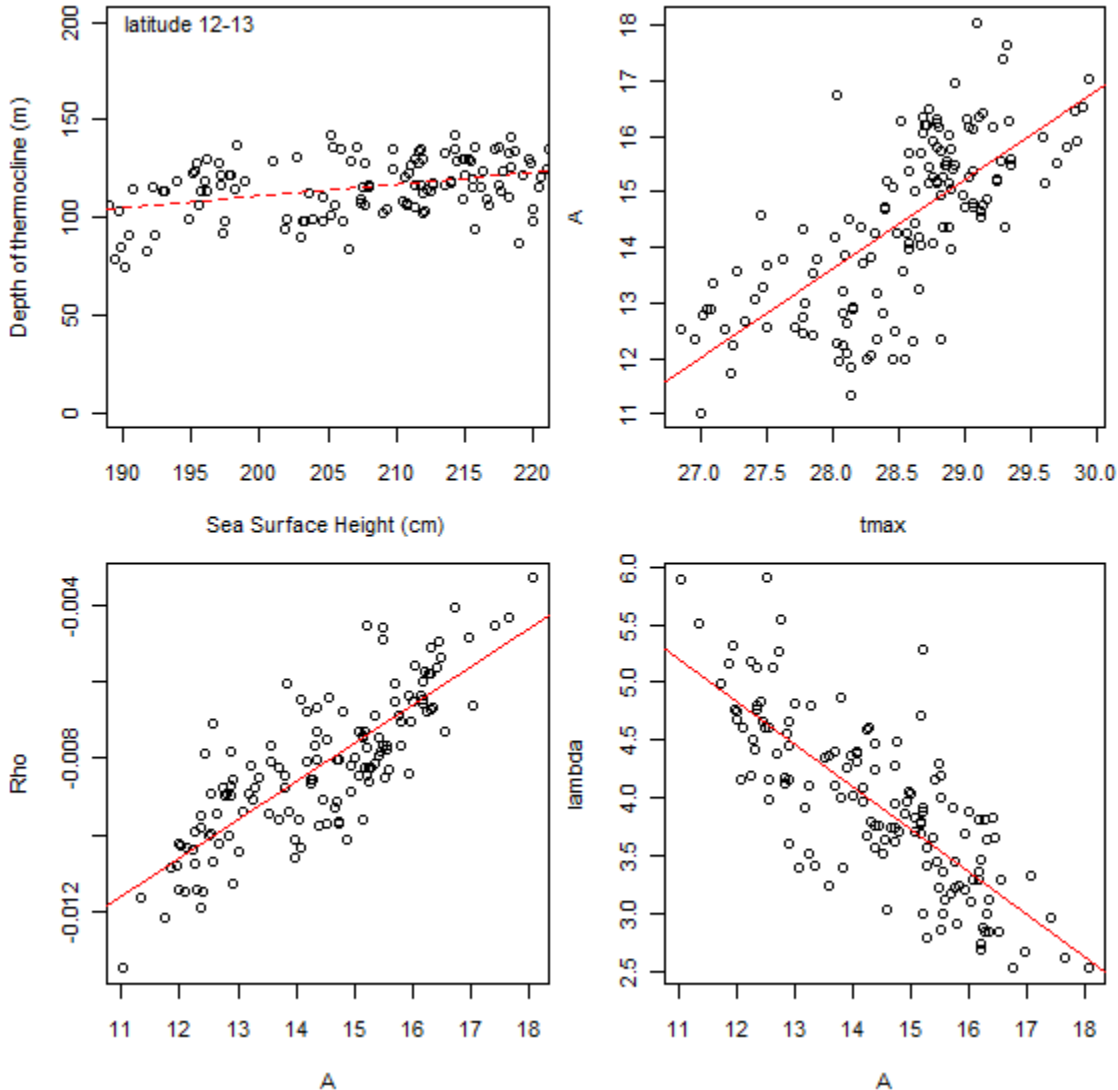 latitude 12-13
Depth of thermocline (m)
200
150
100
50
0
190 195 200 205 210 215 220
Sea Surface Height (cm)
A
18
17
16
15
14
13
12
11
27.0 27.5 28.0 28.5 29.0 29.5 30.0
tmax
Rho
-0.004
-0.008
-0.012
11 12 13 14 15 16 17 18
A
lambda
6.0
5.5
5.0
4.5
4.0
3.5
3.0
2.5
11 12 13 14 15 16 17 18
A